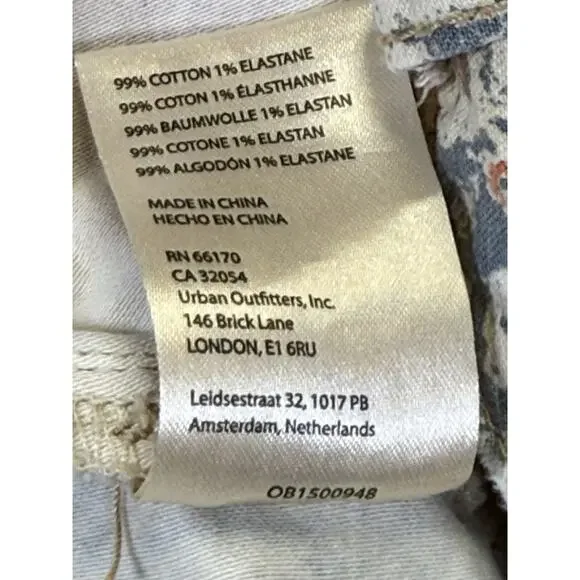 99% COTTON 1% ELASTANE
99% COTON 1% ÉLASTHANNE
99% BAUMWOLLE 1% ELASTAN
99% COTONE 1% ELASTAN
99% ALGODÓN 1% ELASTANE
MADE IN CHINA
HECHO EN CHINA
RN 66170
CA 32054
Urban Outfitters, Inc.
146 Brick Lane
LONDON, E1 6RU
Leidsestraat 32, 1017 PB
Amsterdam, Netherlands
OB1500948